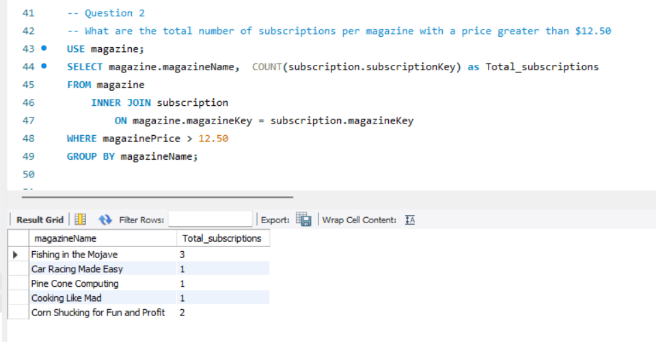 41 -- Question 2
42 -- What are the total number of subscriptions per magazine with a price greater than $12.50
43 USE magazine;
44 SELECT magazine.magazineName, COUNT(subscription.subscriptionKey) as Total_subscriptions
45 FROM magazine
46 INNER JOIN subscription
47 ON magazine.magazineKey = subscription.magazineKey
48 WHERE magazinePrice > 12.50
49 GROUP BY magazineName;
50
Result Grid Filter Rows: Export: Wrap Cell Content:
magazineName Total_subscriptions
Fishing in the Mojave 3
Car Racing Made Easy 1
Pine Cone Computing 1
Cooking Like Mad 1
Corn Shucking for Fun and Profit 2